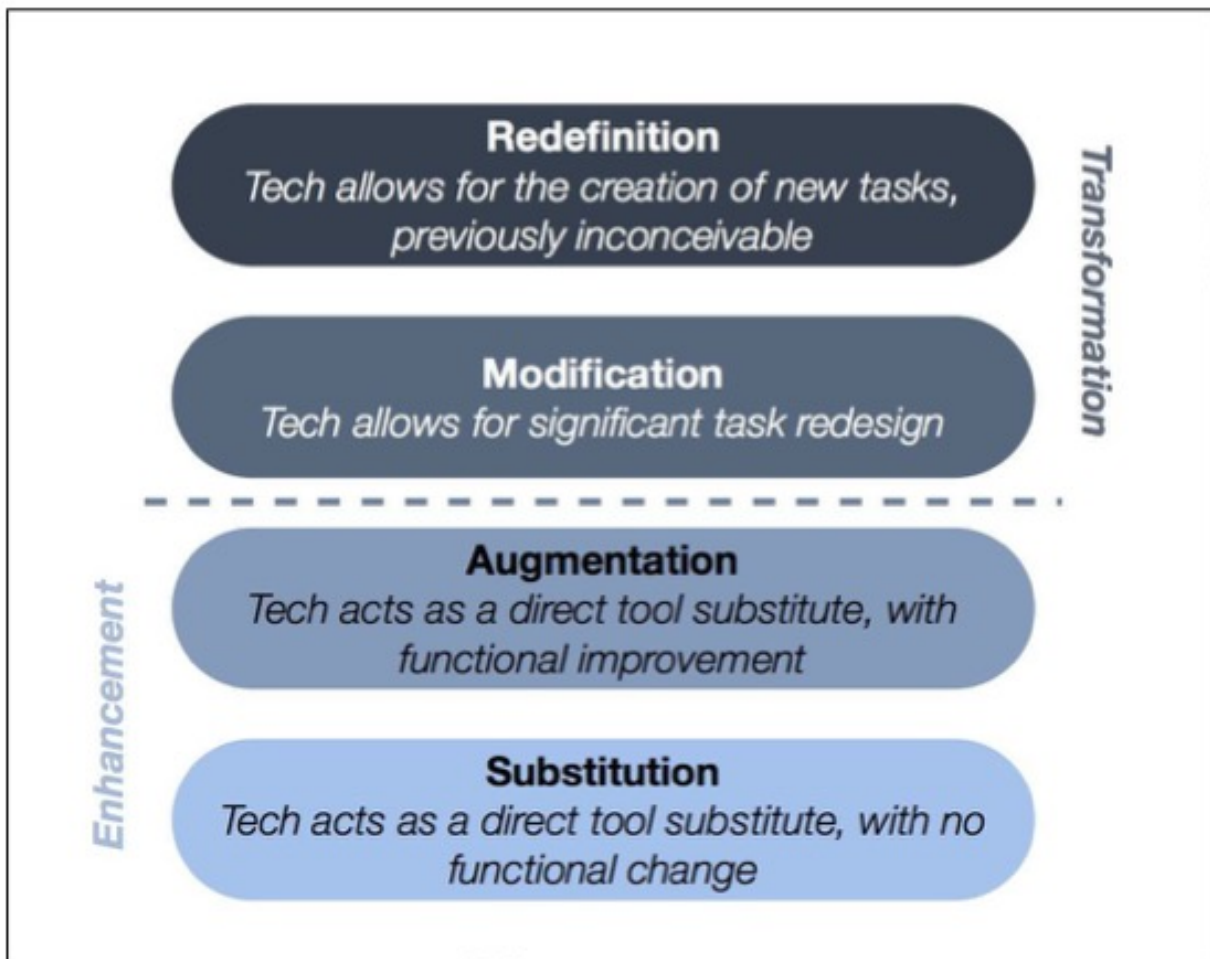 Redefinition
Tech allows for the creation of new tasks,
previously inconceivable
Transformation
Modification
Tech allows for significant task redesign
Augmentation
Tech acts as a direct tool substitute, with
functional improvement
Enhancement
Substitution
Tech acts as a direct tool substitute, with no
functional change